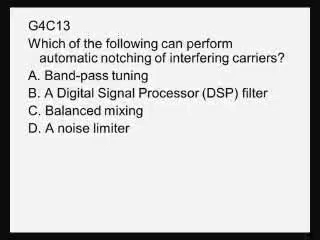 G4C13
Which of the following can perform
automatic notching of interfering carriers?
A. Band-pass tuning
B. A Digital Signal Processor (DSP) filter
C. Balanced mixing
D. A noise limiter